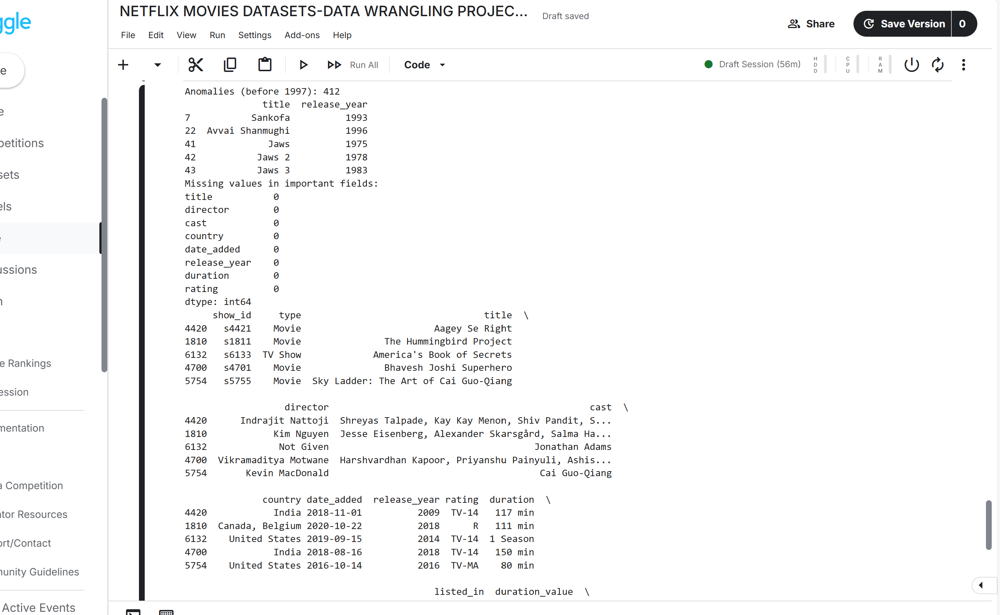 NETFLIX MOVIES DATASETS-DATA WRANGLING PROJEC...
Draft saved
Share
Save Version
0
File Edit View Run Settings Add-ons Help
Run All
Code
Draft Session (56m)
HDD
CPU
RAM
ggle
e
e
petitions
sets
els
e
ussions
n
e Rankings
ession
mentation
a Competition
ator Resources
ort/Contact
munity Guidelines
Active Events
Anomalies (before 1997): 412
title release_year
7 Sankofa 1993
22 Avvai Shanmughi 1996
41 Jaws 1975
42 Jaws 2 1978
43 Jaws 3 1983
Missing values in important fields:
title 0
director 0
cast 0
country 0
date_added 0
release_year 0
duration 0
rating 0
dtype: int64
show_id type title \
4420 s4421 Movie Aagey Se Right
1810 s1811 Movie The Hummingbird Project
6132 s6133 TV Show America's Book of Secrets
4700 s4701 Movie Bhavesh Joshi Superhero
5754 s5755 Movie Sky Ladder: The Art of Cai Guo-Qiang
director cast \
4420 Indrajit Nattoji Shreyas Talpade, Kay Kay Menon, Shiv Pandit, S...
1810 Kim Nguyen Jesse Eisenberg, Alexander Skarsgård, Salma Ha...
6132 Not Given Jonathan Adams
4700 Vikramaditya Motwane Harshvardhan Kapoor, Priyanshu Painyuli, Ashis...
5754 Kevin MacDonald Cai Guo-Qiang
country date_added release_year rating duration \
4420 India 2018-11-01 2009 TV-14 117 min
1810 Canada, Belgium 2020-10-22 2018 R 111 min
6132 United States 2019-09-15 2014 TV-14 1 Season
4700 India 2018-08-16 2018 TV-14 150 min
5754 United States 2016-10-14 2016 TV-MA 80 min
listed_in duration_value \